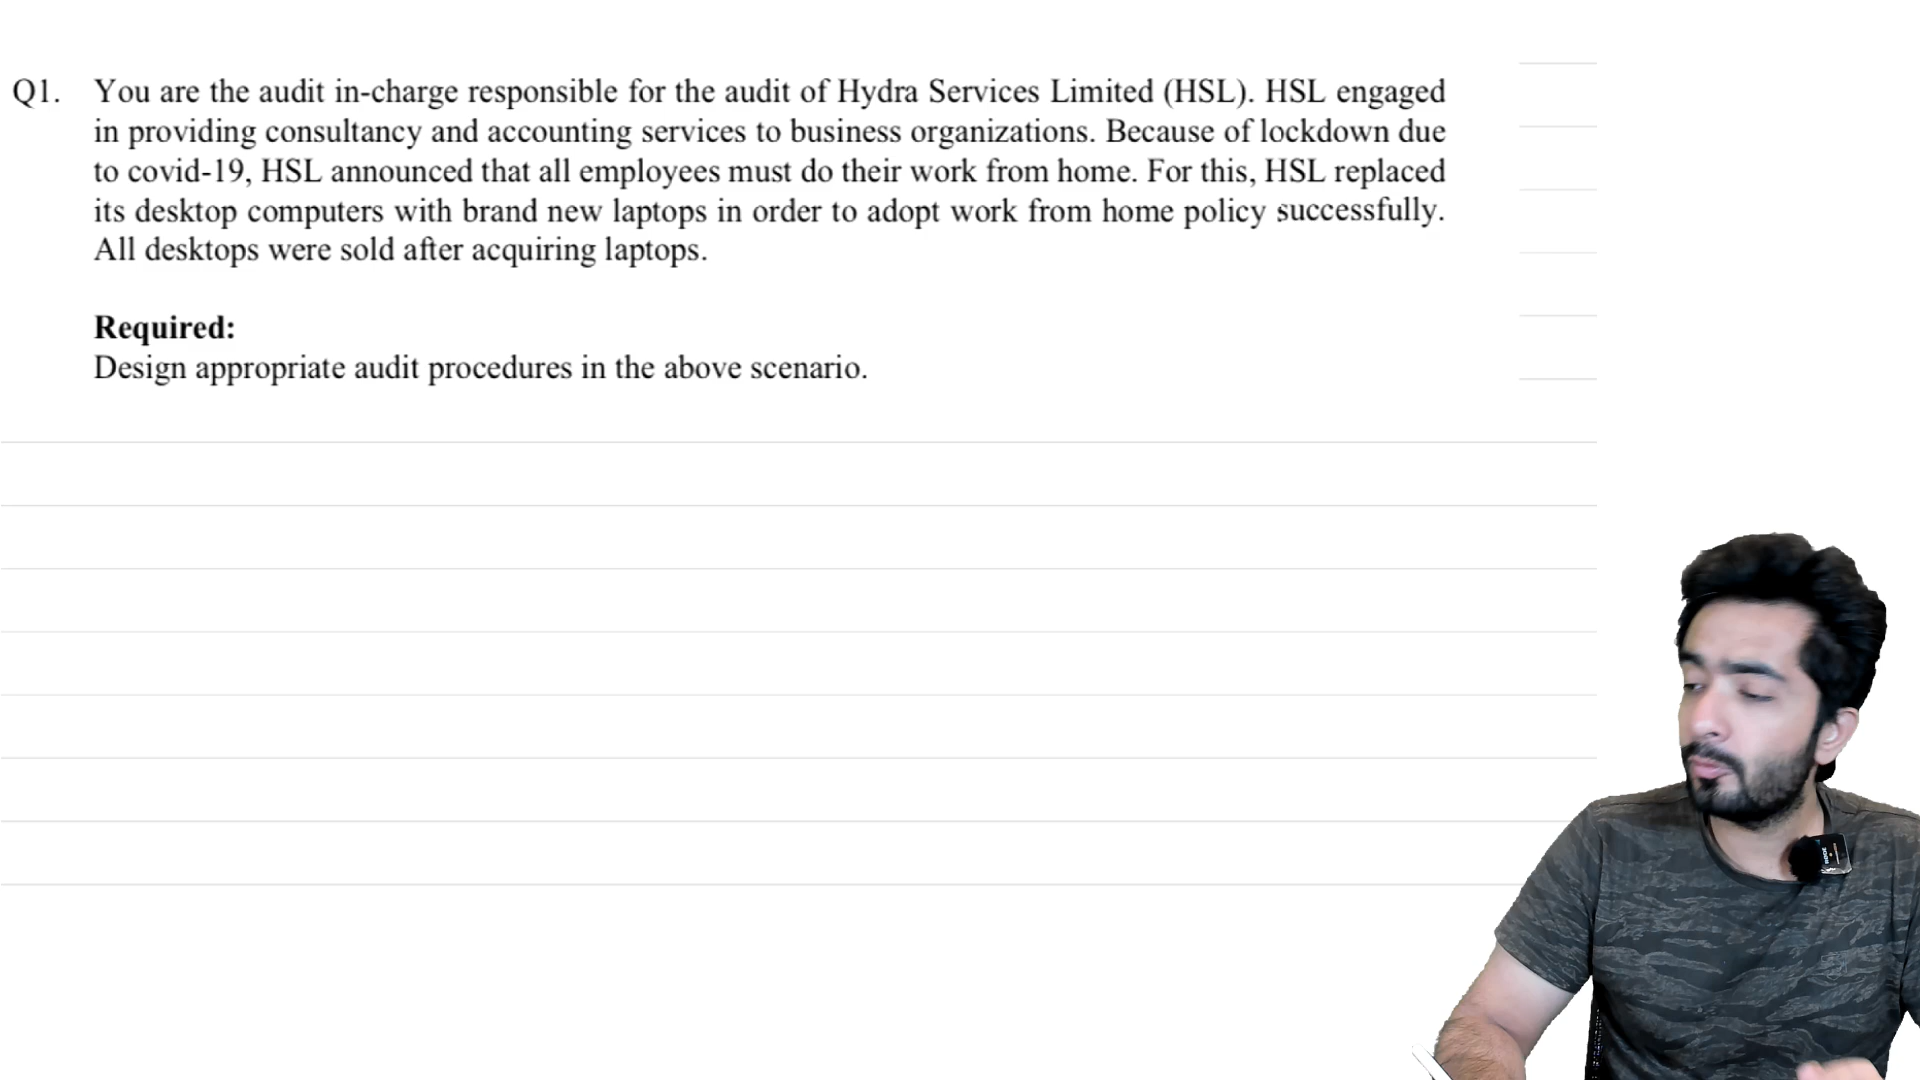 Q1. You are the audit in-charge responsible for the audit of Hydra Services Limited (HSL). HSL engaged
in providing consultancy and accounting services to business organizations. Because of lockdown due
to covid-19, HSL announced that all employees must do their work from home. For this, HSL replaced
its desktop computers with brand new laptops in order to adopt work from home policy successfully.
All desktops were sold after acquiring laptops.
Required:
Design appropriate audit procedures in the above scenario.